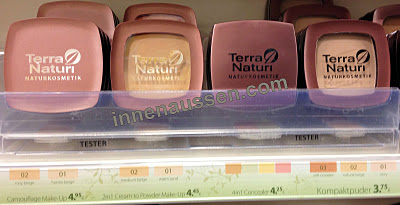 Terra Naturi NATURKOSMETIK
Terra Naturi NATURKOSMETIK
Terra Naturi NATURKOSMETIK
Terra Naturi NATURKOSMETIK
innenaussen.com
TESTER
TESTER
02 01
02 01
03 02 01
Camouflage Make-Up 4,95
2in1 Cream to Powder Make-Up 4,45
4in1 Concealer 4,75
Kompaktpuder 3,75